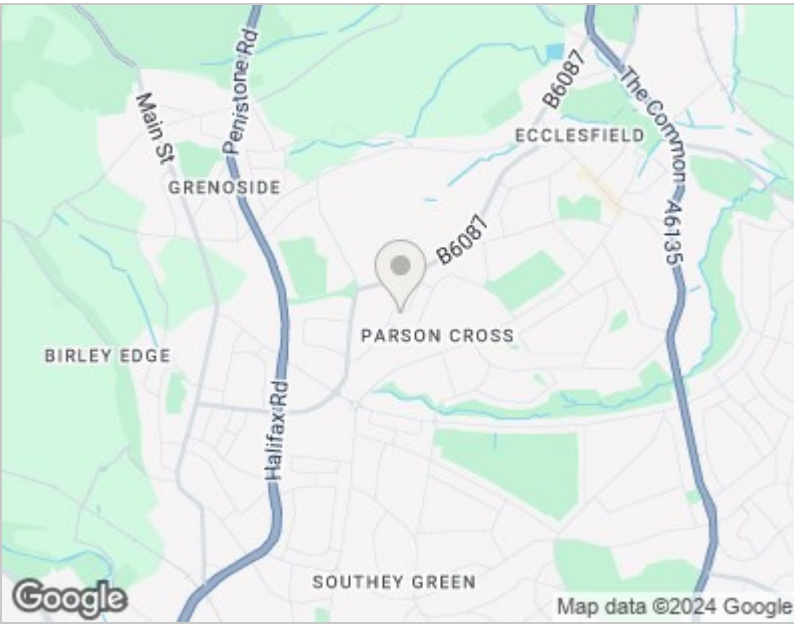 Penistone Rd
Main St
B6087
The Common
ECCLESFIELD
GRENOSIDE
A6135
B6087
PARSON CROSS
BIRLEY EDGE
Halifax Rd
SOUTHEY GREEN
Google
Map data ©2024 Google